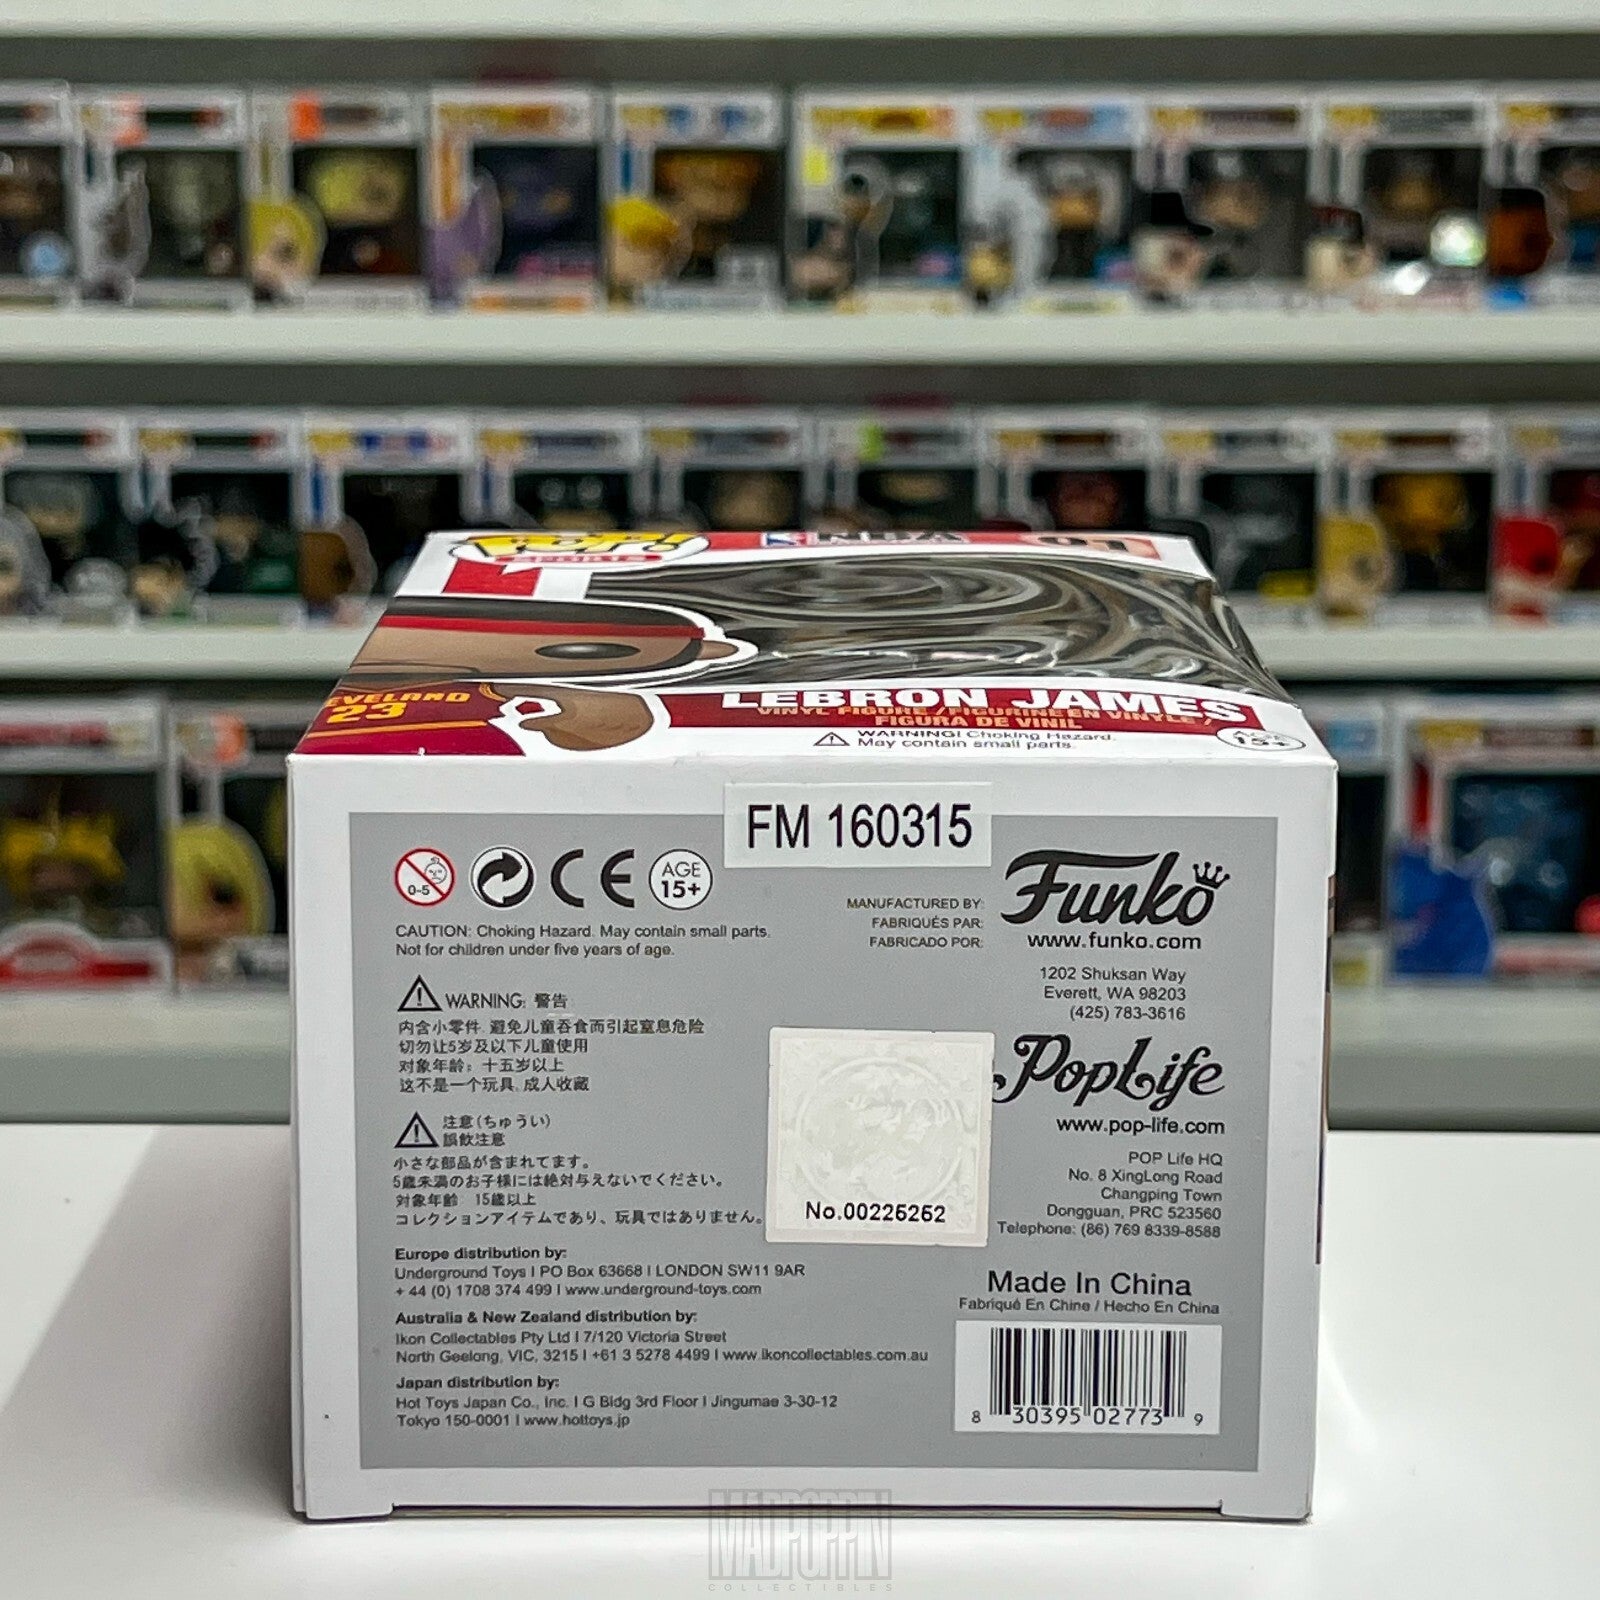 POP!
SPORTS
NBA
01
CLEVELAND
23
LEBRON JAMES
VINYL FIGURE / FIGURINE EN VINYLE /
FIGURA DE VINIL
WARNING! Choking Hazard.
May contain small parts.
AGE
15+
FM 160315
0-5
CE
AGE
15+
CAUTION: Choking Hazard. May contain small parts.
Not for children under five years of age.
WARNING: 警告
内含小零件 避免儿童吞食而引起窒息危险
切勿让5岁及以下儿童使用
对象年龄：十五岁以上
这不是一个玩具, 成人收藏
注意(ちゅうい)
誤飲注意
小さな部品が含まれてます。
5歳未満のお子様には絶対与えないでください。
対象年齢 15歳以上
コレクションアイテムであり、玩具ではありません。
Europe distribution by:
Underground Toys I PO Box 63668 I LONDON SW11 9AR
+ 44 (0) 1708 374 499 I www.underground-toys.com
Australia & New Zealand distribution by:
Ikon Collectables Pty Ltd I 7/120 Victoria Street
North Geelong, VIC, 3215 I +61 3 5278 4499 I www.ikoncollectables.com.au
Japan distribution by:
Hot Toys Japan Co., Inc. I G Bldg 3rd Floor I Jingumae 3-30-12
Tokyo 150-0001 I www.hottoys.jp
MANUFACTURED BY:
FABRIQUÉS PAR:
FABRICADO POR:
Funko
www.funko.com
1202 Shuksan Way
Everett, WA 98203
(425) 783-3616
PopLife
www.pop-life.com
POP Life HQ
No. 8 XingLong Road
Changping Town
Dongguan, PRC 523560
Telephone: (86) 769 8339-8588
No.00225252
Made In China
Fabriqué En Chine / Hecho En China
8 30395 02773 9
MADPOPPIN
COLLECTIBLES